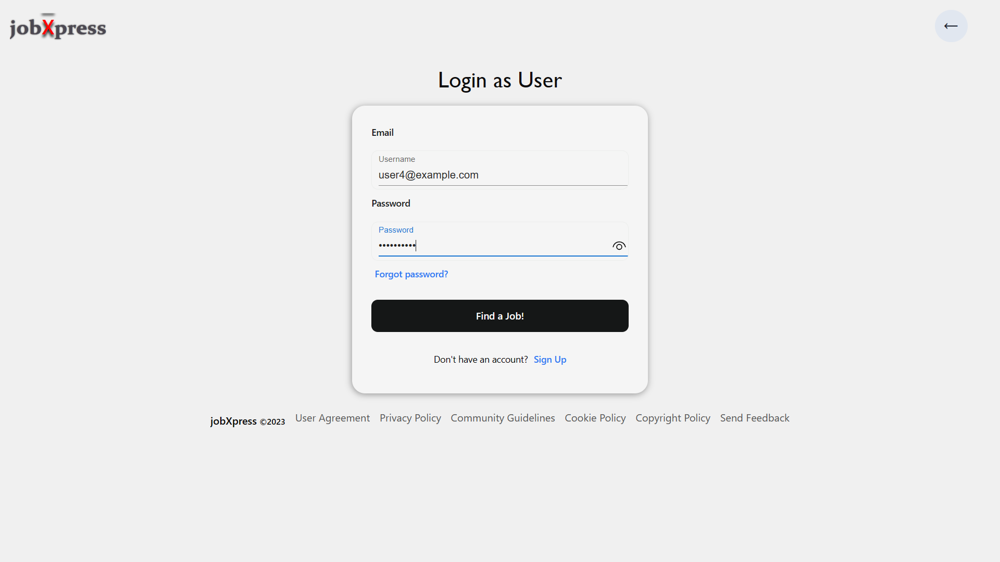 jobXpress
Login as User
Email
Username
user4@example.com
Password
Password
••••••••••
Forgot password?
Find a Job!
Don't have an account? Sign Up
jobXpress ©2023 User Agreement Privacy Policy Community Guidelines Cookie Policy Copyright Policy Send Feedback